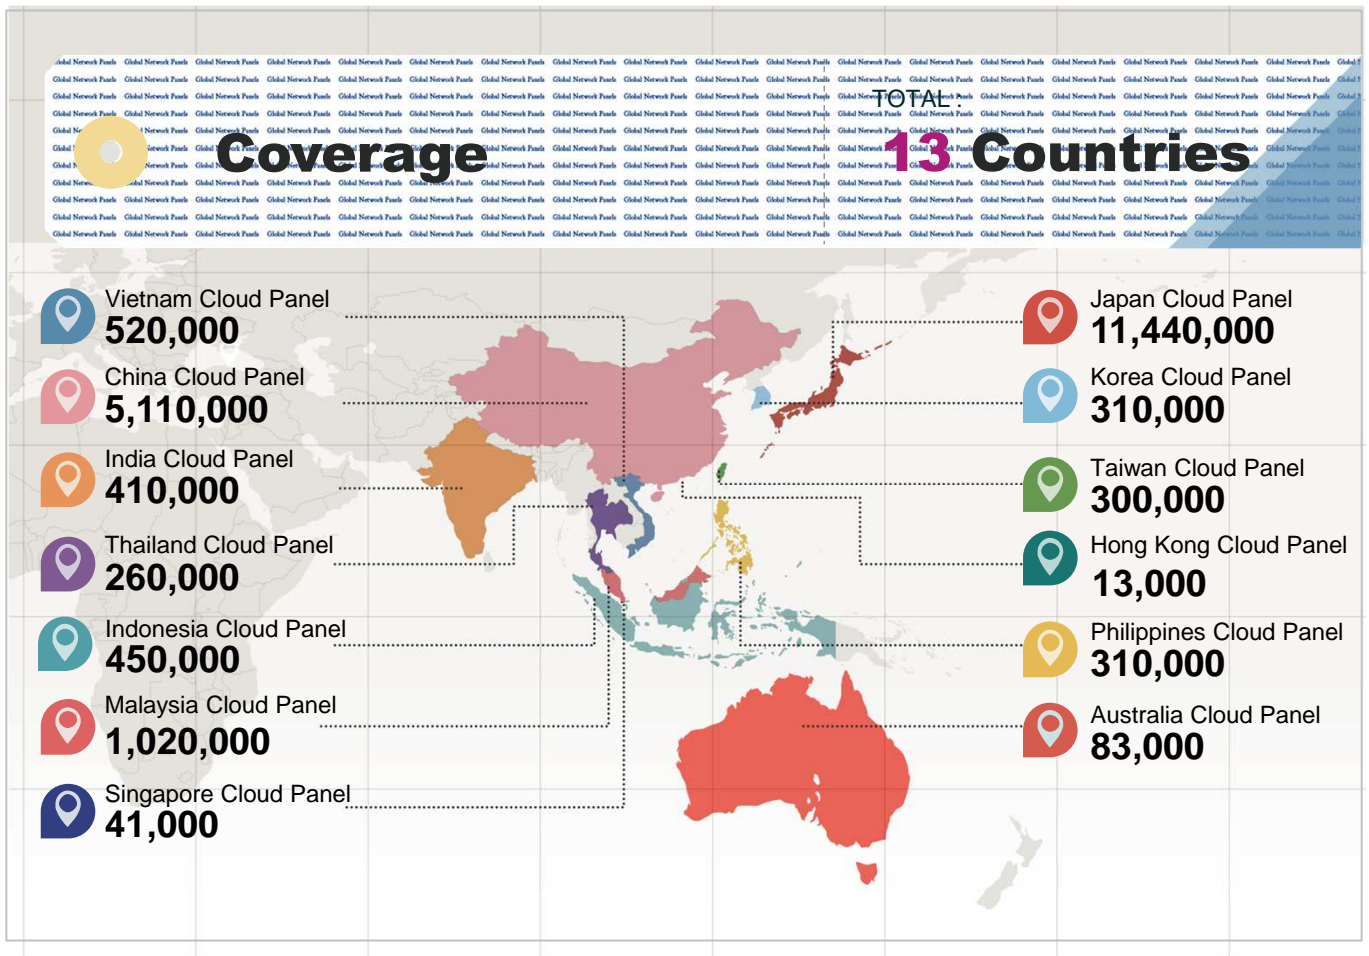 TOTAL :
Coverage
13 Countries
Vietnam Cloud Panel
520,000
China Cloud Panel
5,110,000
India Cloud Panel
410,000
Thailand Cloud Panel
260,000
Indonesia Cloud Panel
450,000
Malaysia Cloud Panel
1,020,000
Singapore Cloud Panel
41,000
Japan Cloud Panel
11,440,000
Korea Cloud Panel
310,000
Taiwan Cloud Panel
300,000
Hong Kong Cloud Panel
13,000
Philippines Cloud Panel
310,000
Australia Cloud Panel
83,000
Global Network Panels